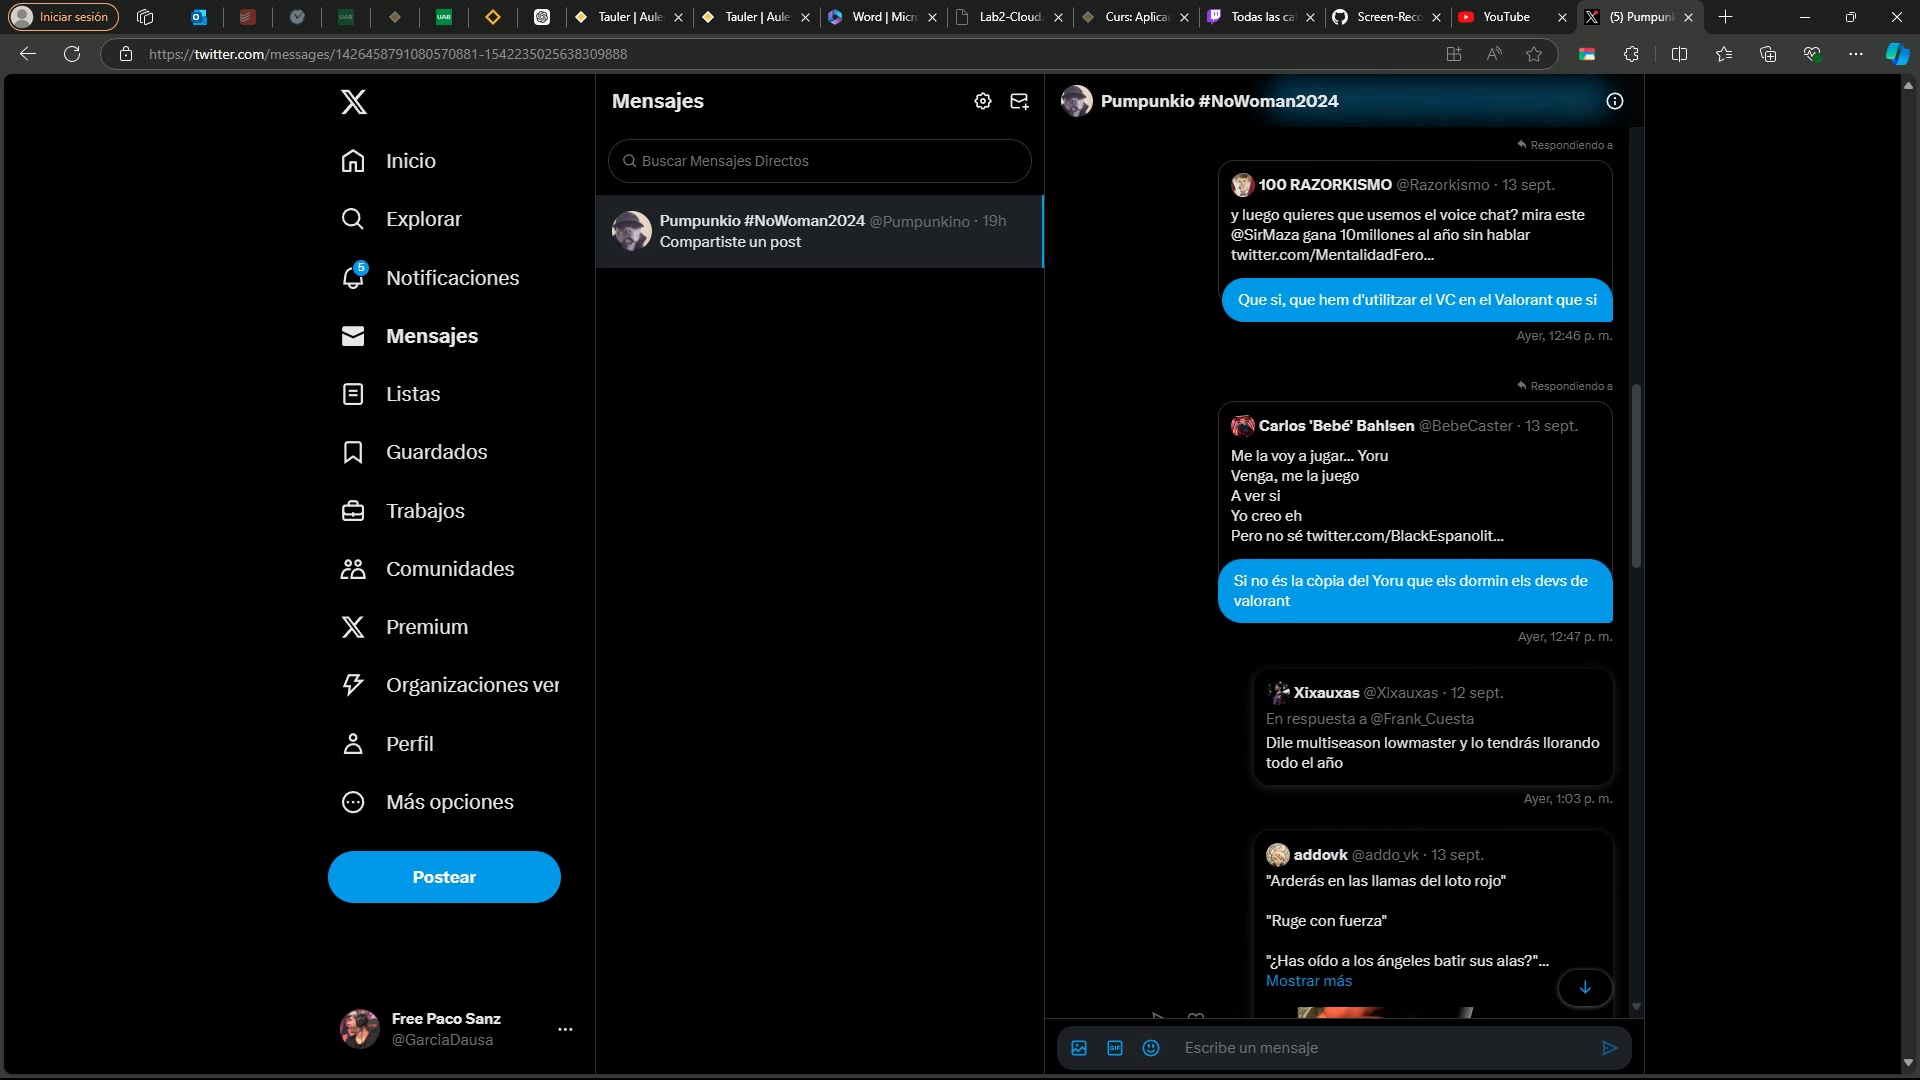 Iniciar sesión
Tauler | Aule
Tauler | Aule
Word | Micr
Lab2-Cloud.
Curs: Aplica
Todas las ca
Screen-Reco
YouTube
(5) Pumpun
https://twitter.com/messages/1426458791080570881-1542235025638309888
Inicio
Explorar
5
Notificaciones
Mensajes
Listas
Guardados
Trabajos
Comunidades
Premium
Organizaciones ver
Perfil
Más opciones
Postear
Free Paco Sanz
@GarciaDausa
Mensajes
Buscar Mensajes Directos
Pumpunkio #NoWoman2024 @Pumpunkino · 19h
Compartiste un post
Pumpunkio #NoWoman2024
Respondiendo a
100 RAZORKISMO @Razorkismo · 13 sept.
y luego quieres que usemos el voice chat? mira este
@SirMaza gana 10millones al año sin hablar
twitter.com/MentalidadFero...
Que si, que hem d'utilitzar el VC en el Valorant que si
Ayer, 12:46 p. m.
Respondiendo a
Carlos 'Bebé' Bahlsen @BebeCaster · 13 sept.
Me la voy a jugar... Yoru
Venga, me la juego
A ver si
Yo creo eh
Pero no sé twitter.com/BlackEspanolit...
Si no és la còpia del Yoru que els dormin els devs de
valorant
Ayer, 12:47 p. m.
Xixauxas @Xixauxas · 12 sept.
En respuesta a @Frank_Cuesta
Dile multiseason lowmaster y lo tendrás llorando
todo el año
Ayer, 1:03 p. m.
addovk @addo_vk · 13 sept.
"Arderás en las llamas del loto rojo"
"Ruge con fuerza"
"¿Has oído a los ángeles batir sus alas?"...
Mostrar más
GIF
Escribe un mensaje